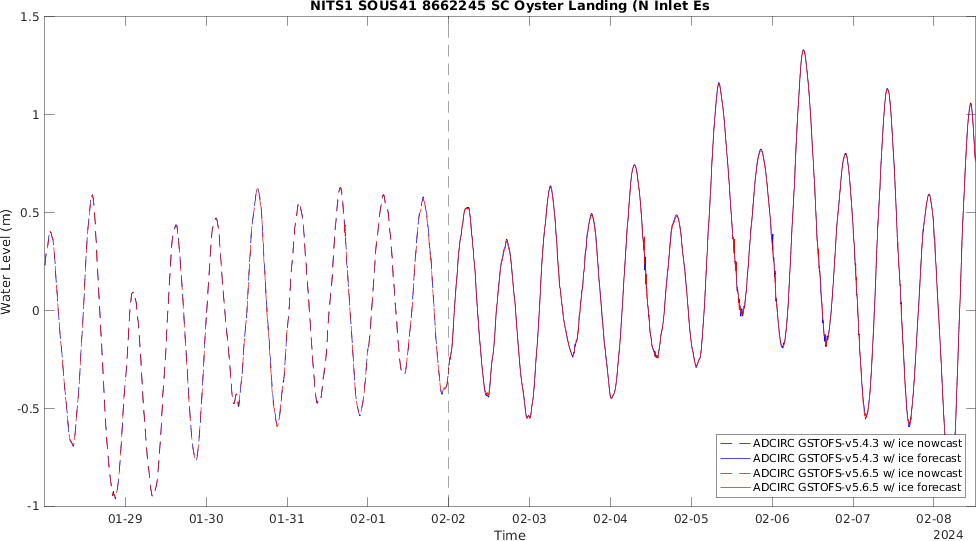 NITS1 SOUS41 8662245 SC Oyster Landing (N Inlet Es
1.5
1
0.5
0
-0.5
-1
Water Level (m)
ADCIRC GSTOFS-v5.4.3 w/ ice nowcast
ADCIRC GSTOFS-v5.4.3 w/ ice forecast
ADCIRC GSTOFS-v5.6.5 w/ ice nowcast
ADCIRC GSTOFS-v5.6.5 w/ ice forecast
01-29 01-30 01-31 02-01 02-02 02-03 02-04 02-05 02-06 02-07 02-08
Time
2024